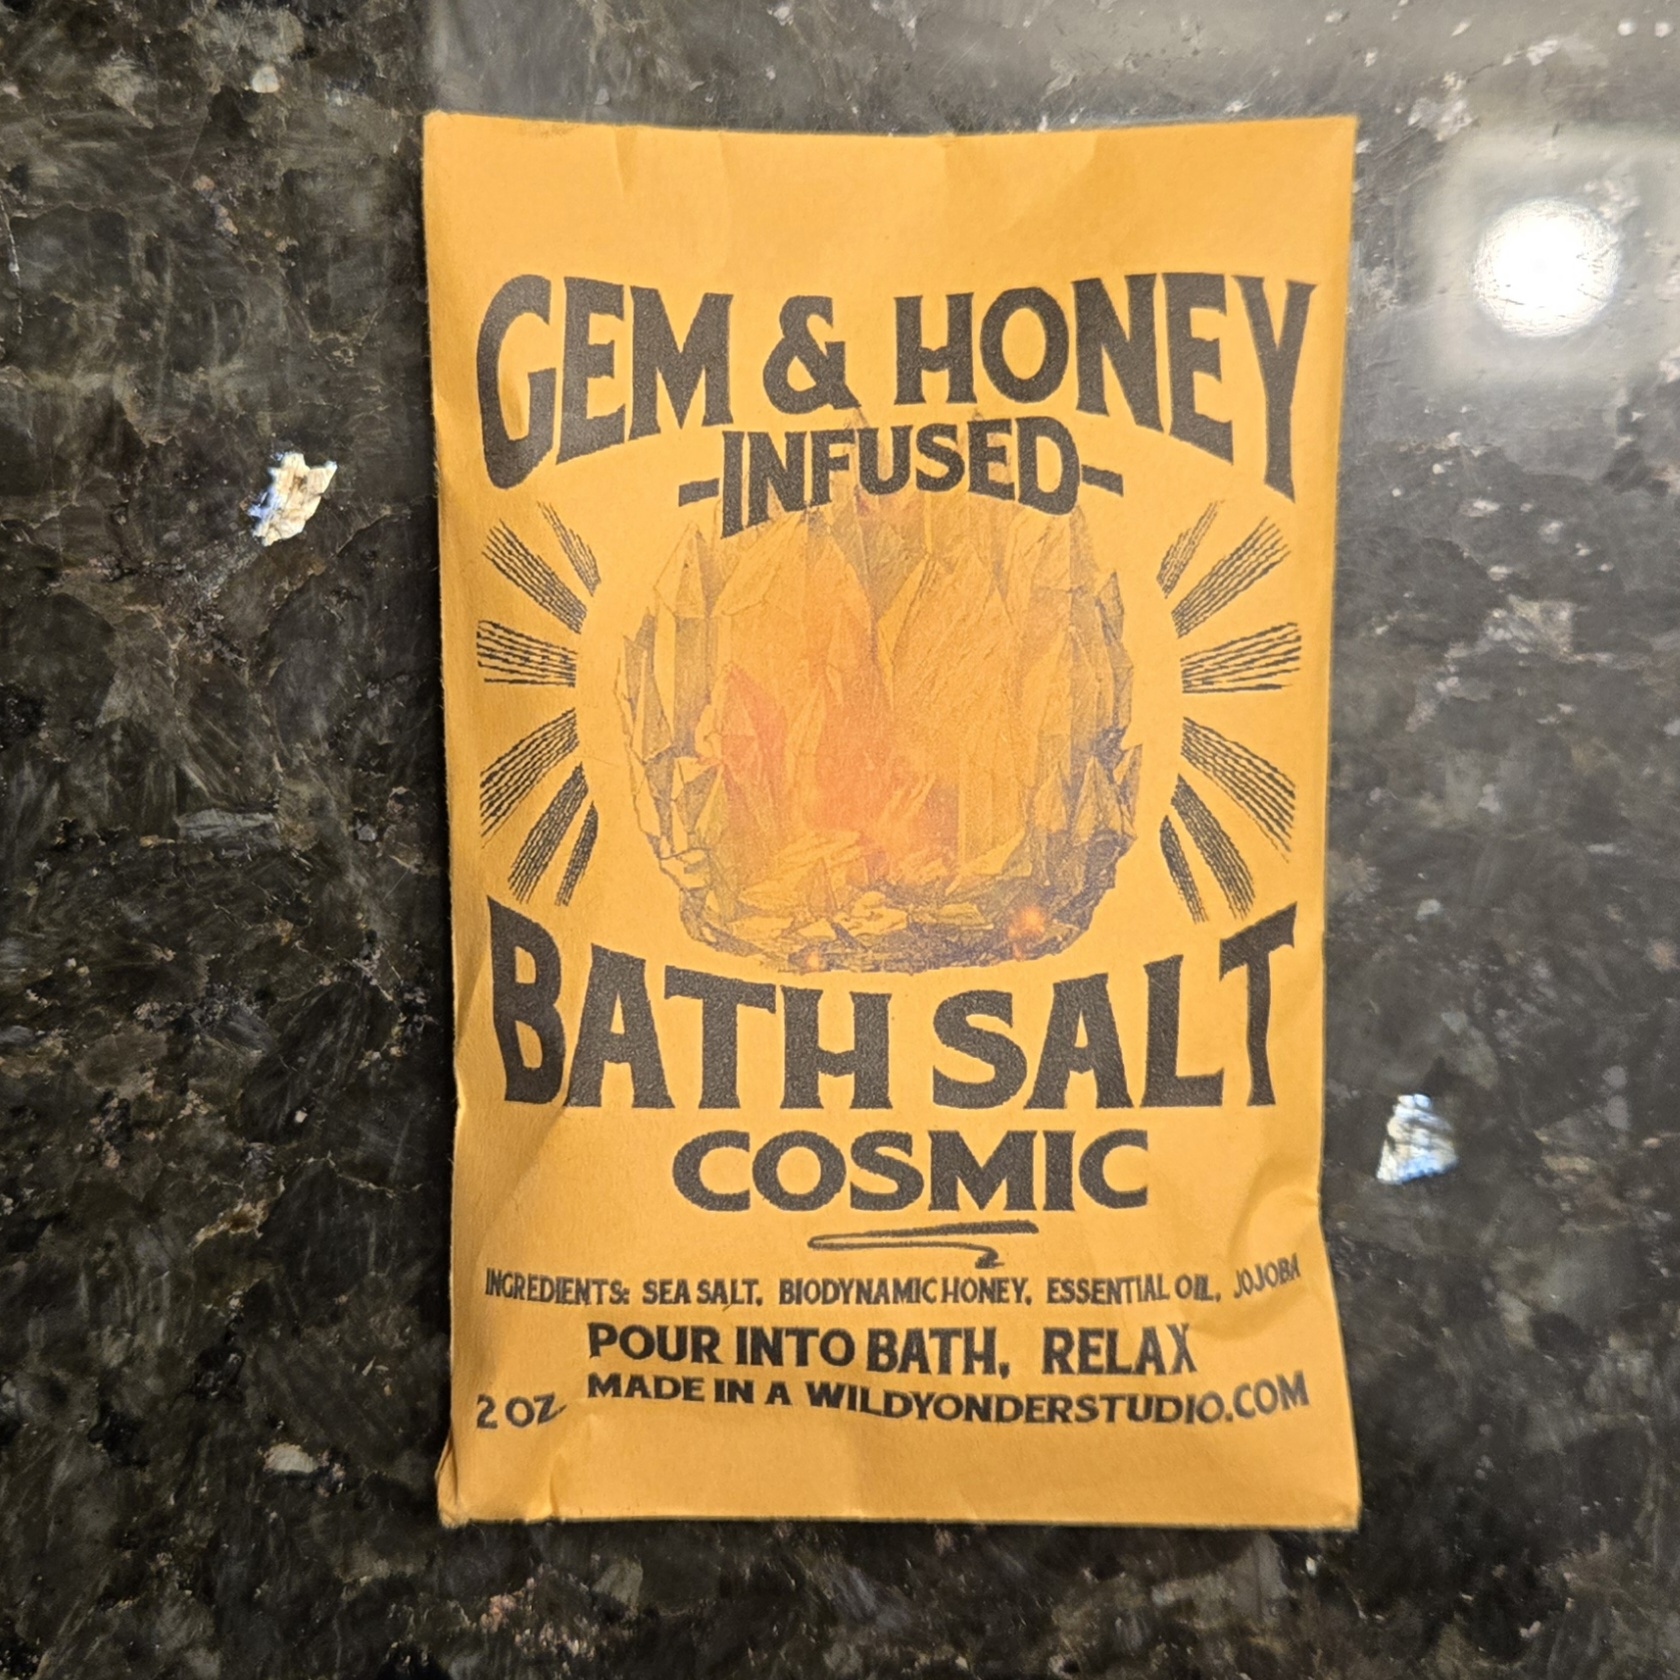 GEM & HONEY
-INFUSED-
BATH SALT
COSMIC
INGREDIENTS: SEA SALT, BIODYNAMIC HONEY, ESSENTIAL OIL, JOJOBA
POUR INTO BATH, RELAX
2 OZ. MADE IN A WILDYONDERSTUDIO.COM